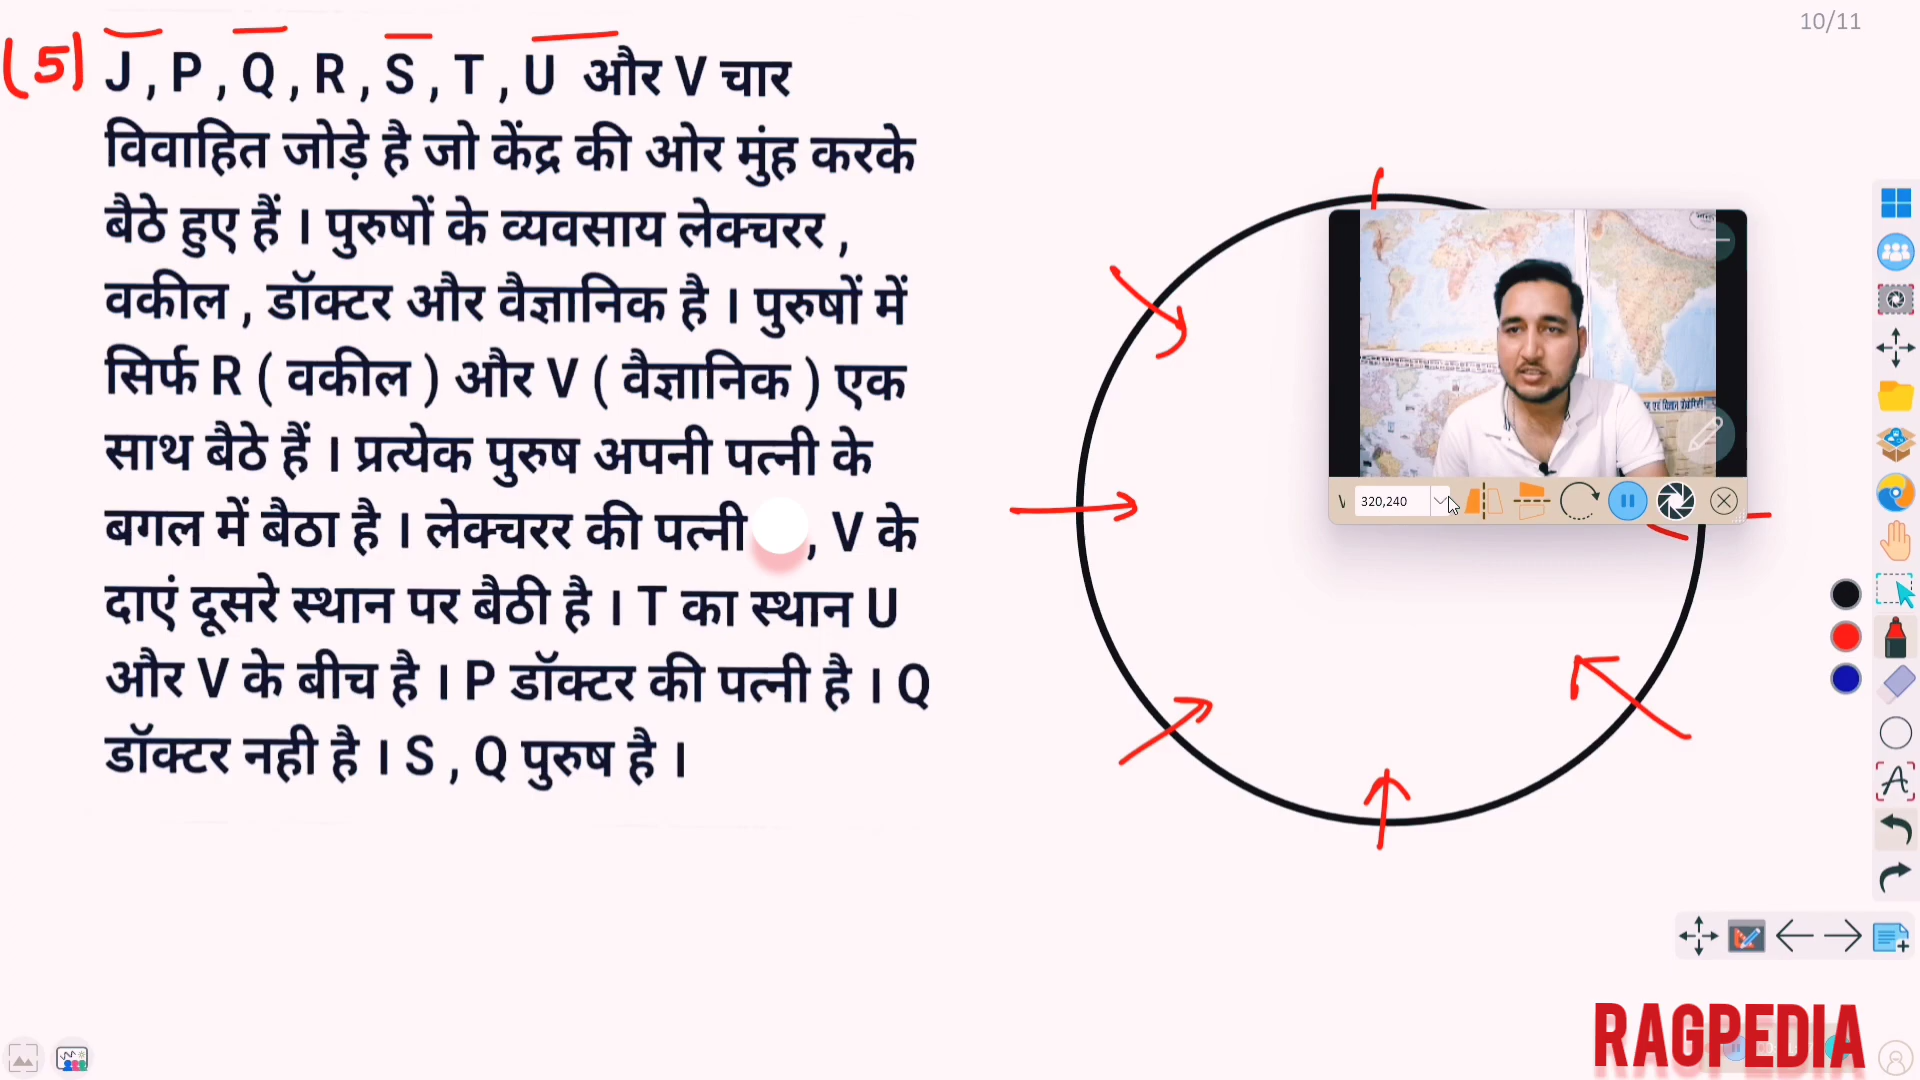 10/11
(5) J , P , Q , R , S , T , U और V चार
विवाहित जोड़े है जो केंद्र की ओर मुंह करके
बैठे हुए हैं । पुरुषों के व्यवसाय लेक्चरर ,
वकील , डॉक्टर और वैज्ञानिक है । पुरुषों में
सिर्फ R ( वकील ) और V ( वैज्ञानिक ) एक
साथ बैठे हैं । प्रत्येक पुरुष अपनी पत्नी के
बगल में बैठा है । लेक्चरर की पत्नी , V के
दाएं दूसरे स्थान पर बैठी है । T का स्थान U
और V के बीच है । P डॉक्टर की पत्नी है । Q
डॉक्टर नही है । S , Q पुरुष है ।
320,240
RAGPEDIA